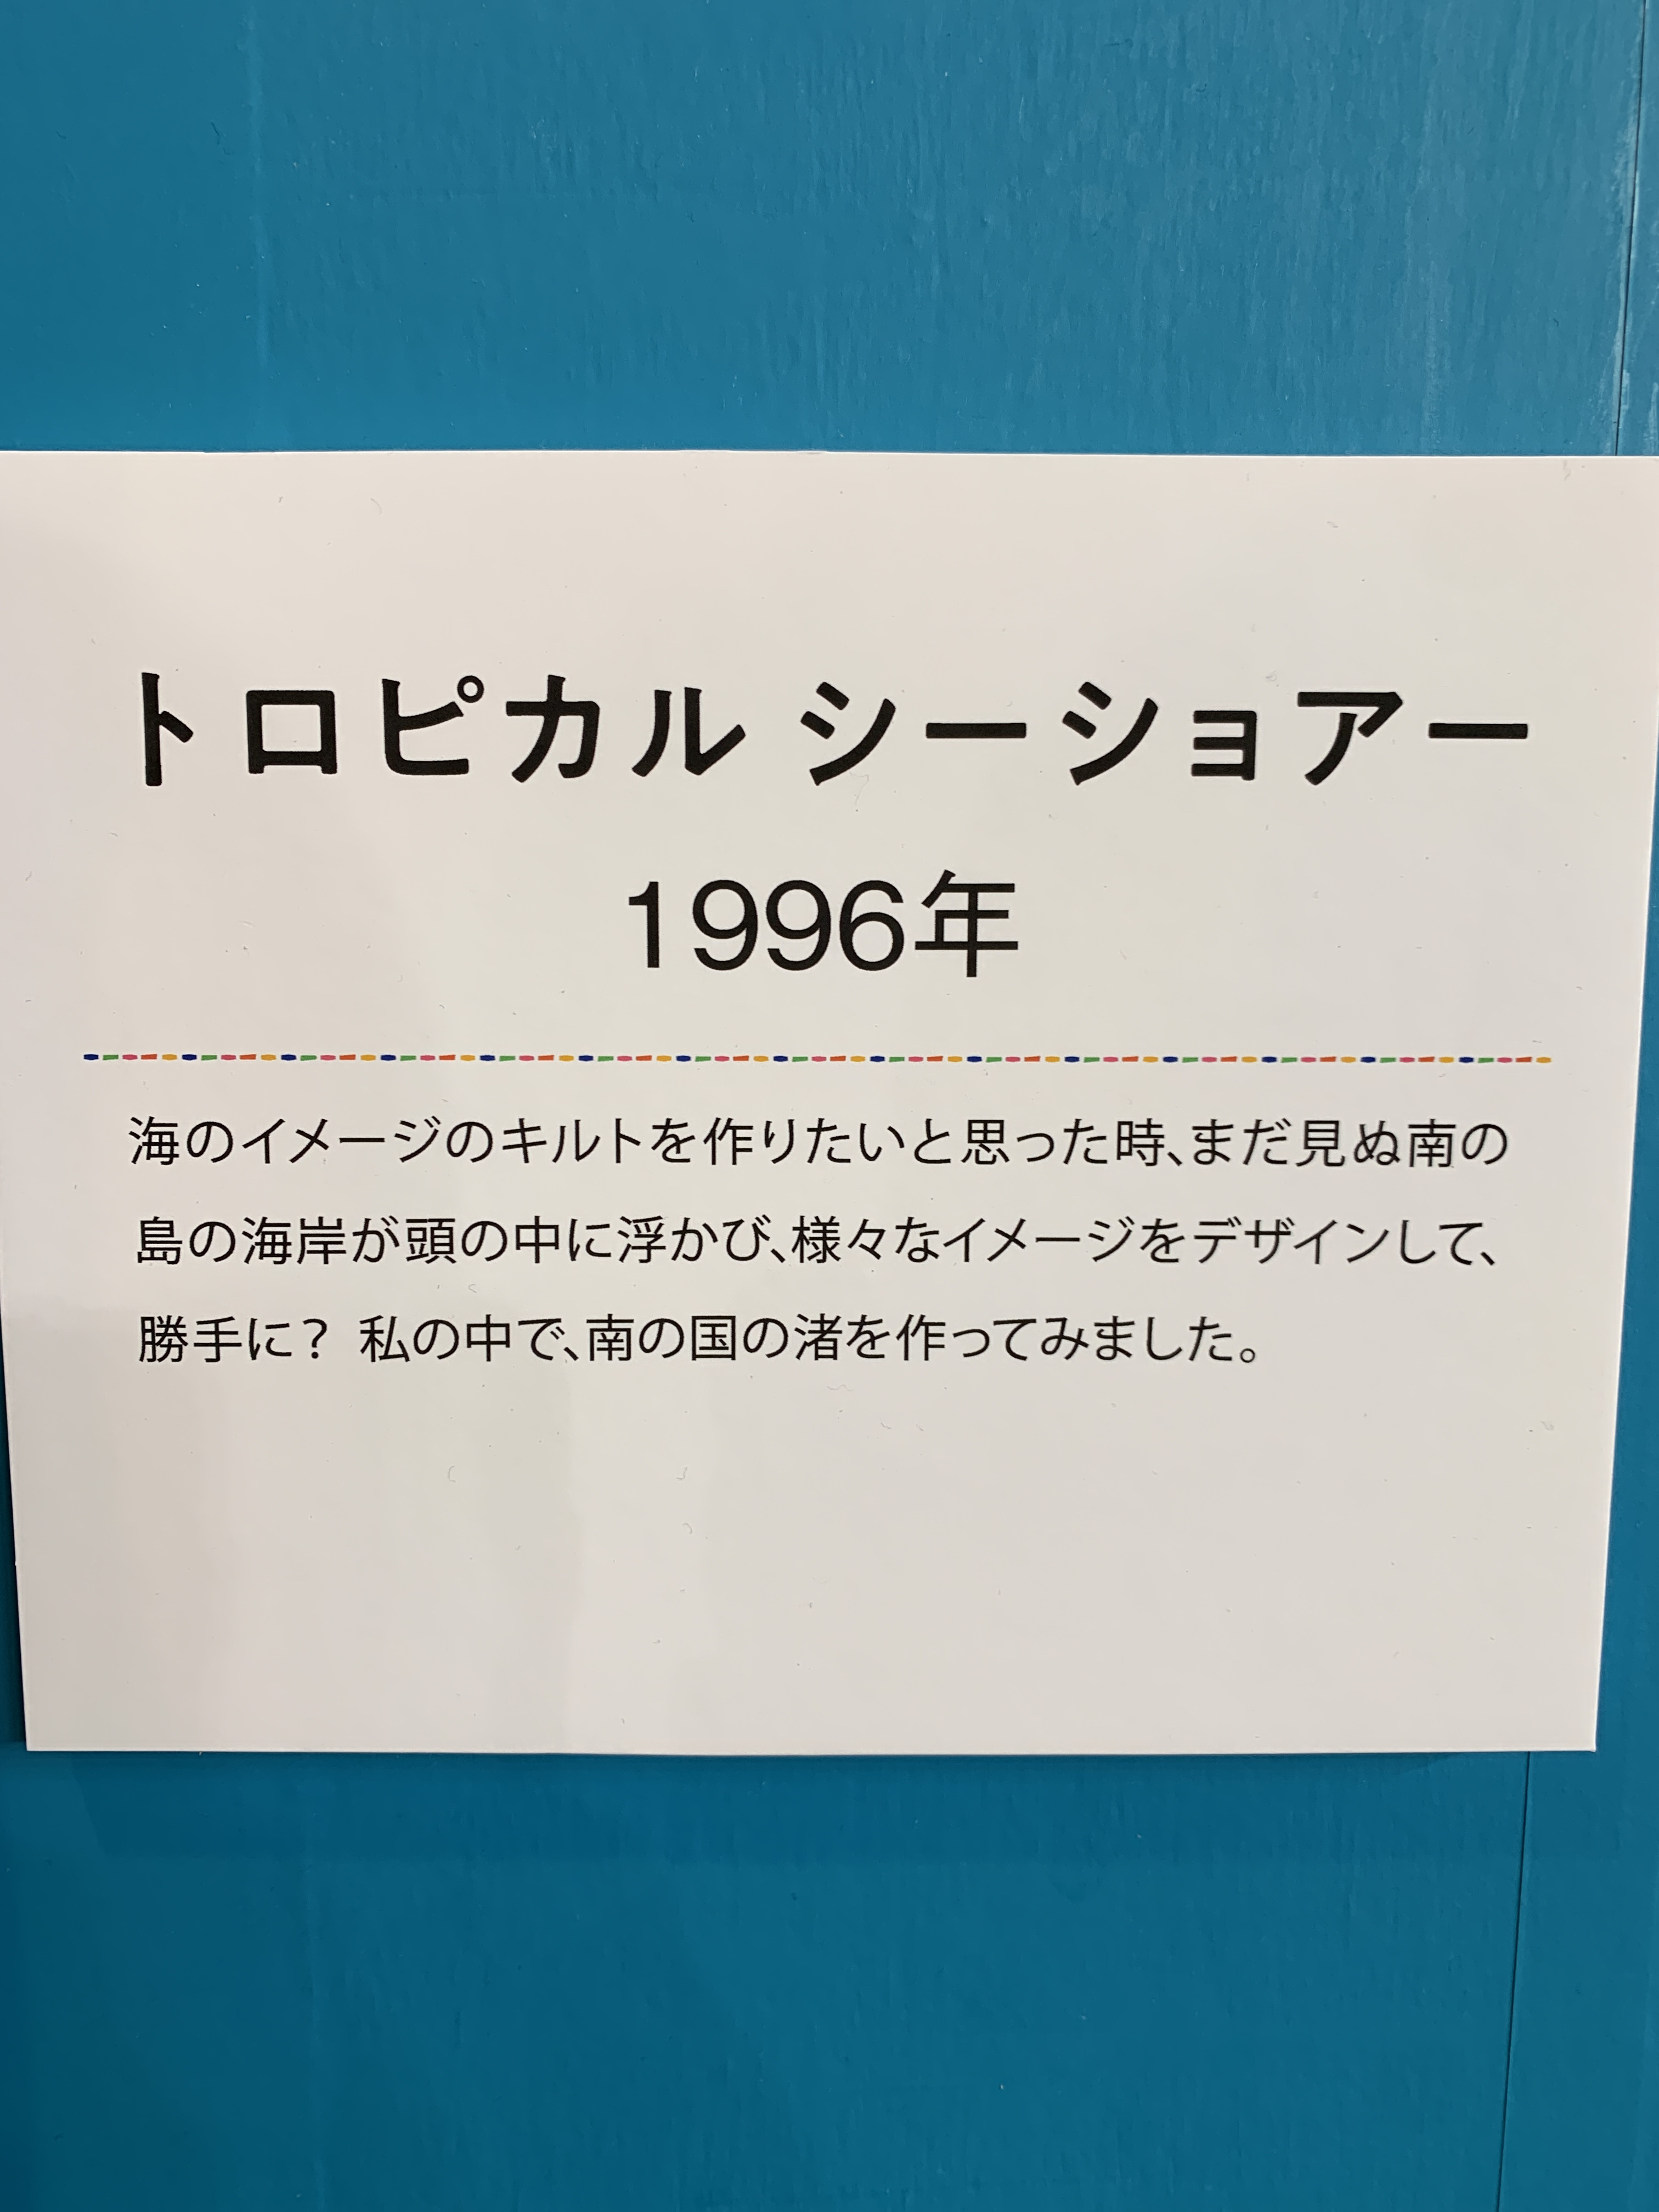 トロピカル シーショアー
1996年
海のイメージのキルトを作りたいと思った時、まだ見ぬ南の
島の海岸が頭の中に浮かび、様々なイメージをデザインして、
勝手に？ 私の中で、南の国の渚を作ってみました。